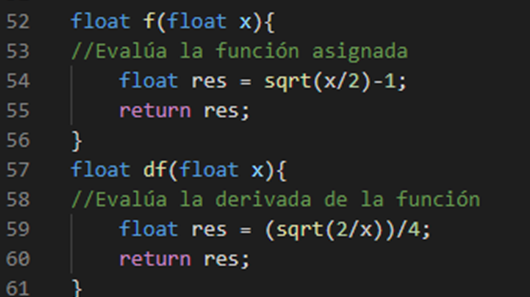 52 float f(float x){
53 //Evalúa la función asignada
54 float res = sqrt(x/2)-1;
55 return res;
56 }
57 float df(float x){
58 //Evalúa la derivada de la función
59 float res = (sqrt(2/x))/4;
60 return res;
61 }